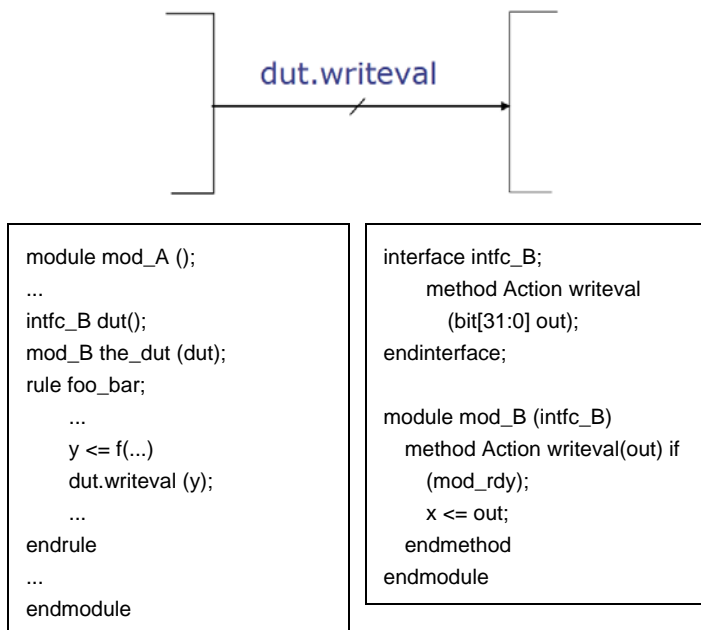 dut.writeval
module mod_A ();
...
intfc_B dut();
mod_B the_dut (dut);
rule foo_bar;
...
y <= f(...)
dut.writeval (y);
...
endrule
...
endmodule
interface intfc_B;
method Action writeval
(bit[31:0] out);
endinterface;
module mod_B (intfc_B)
method Action writeval(out) if
(mod_rdy);
x <= out;
endmethod
endmodule